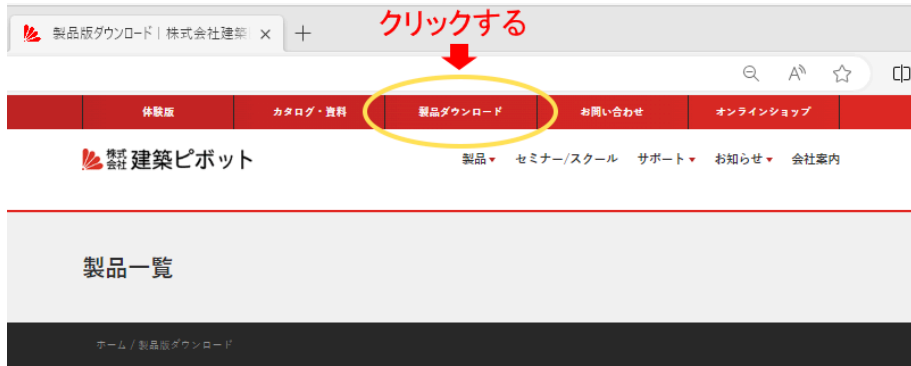 クリックする
製品版ダウンロード | 株式会社建築
体験版
カタログ・資料
製品ダウンロード
お問い合わせ
オンラインショップ
株式会社 建築ピボット
製品 セミナー/スクール サポート お知らせ 会社案内
製品一覧
ホーム / 製品版ダウンロード